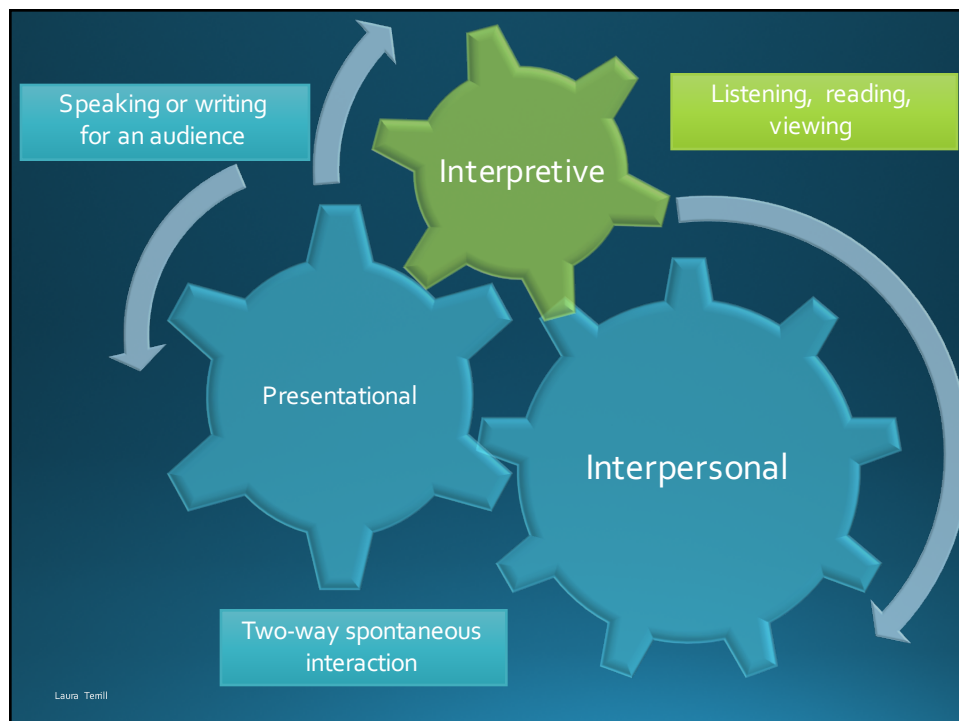 Speaking or writing
for an audience
Listening, reading,
viewing
Interpretive
Presentational
Interpersonal
Two-way spontaneous
interaction
Laura Terrill